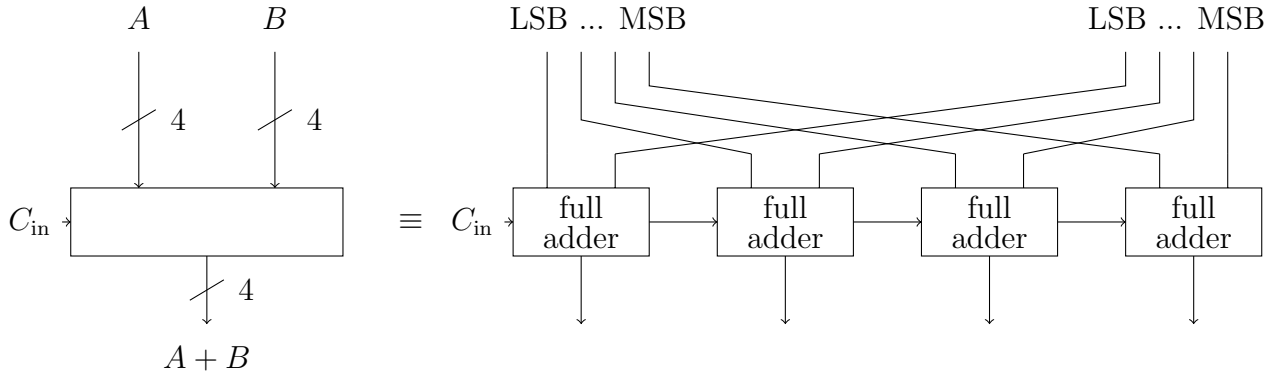 A B LSB ... MSB LSB ... MSB
4 4
C_in ≡ C_in full adder full adder full adder full adder
4
A + B